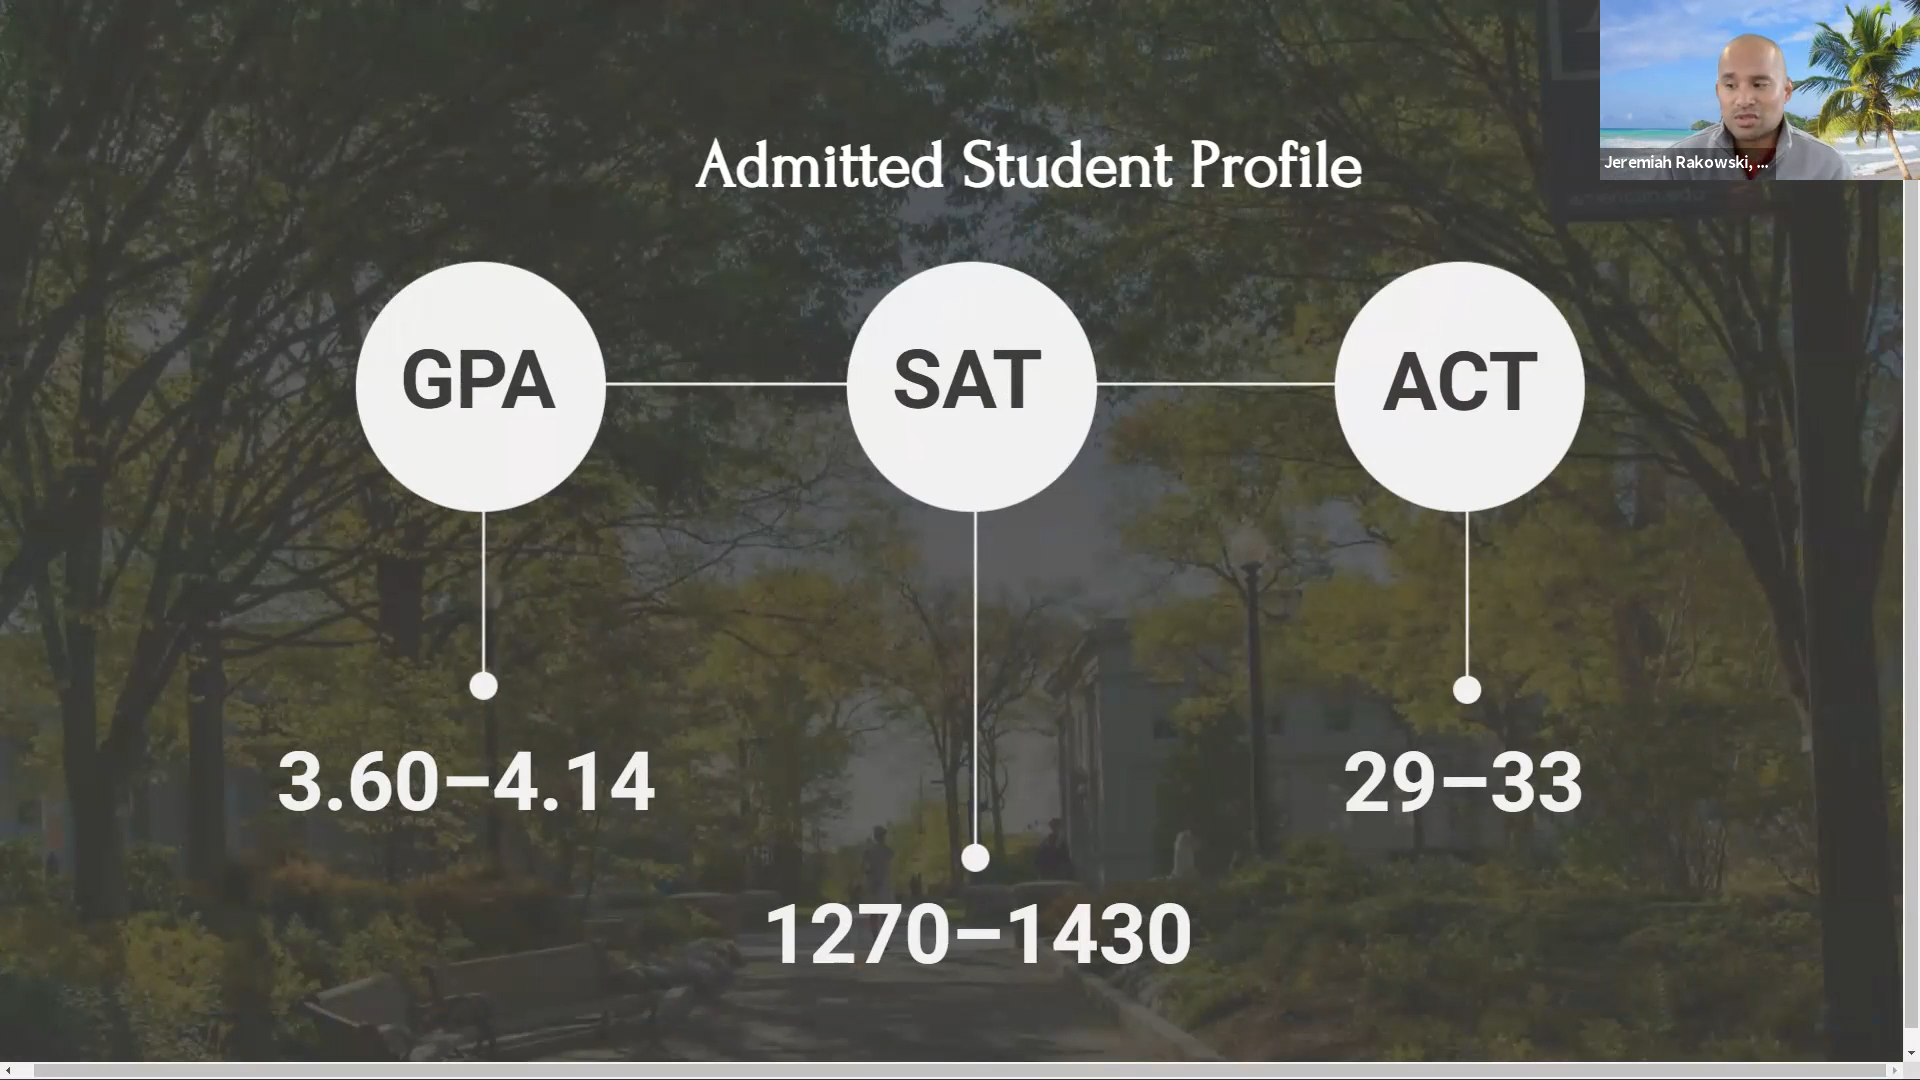 Admitted Student Profile
Jeremiah Rakowski, ...
GPA
SAT
ACT
3.60–4.14
29–33
1270–1430